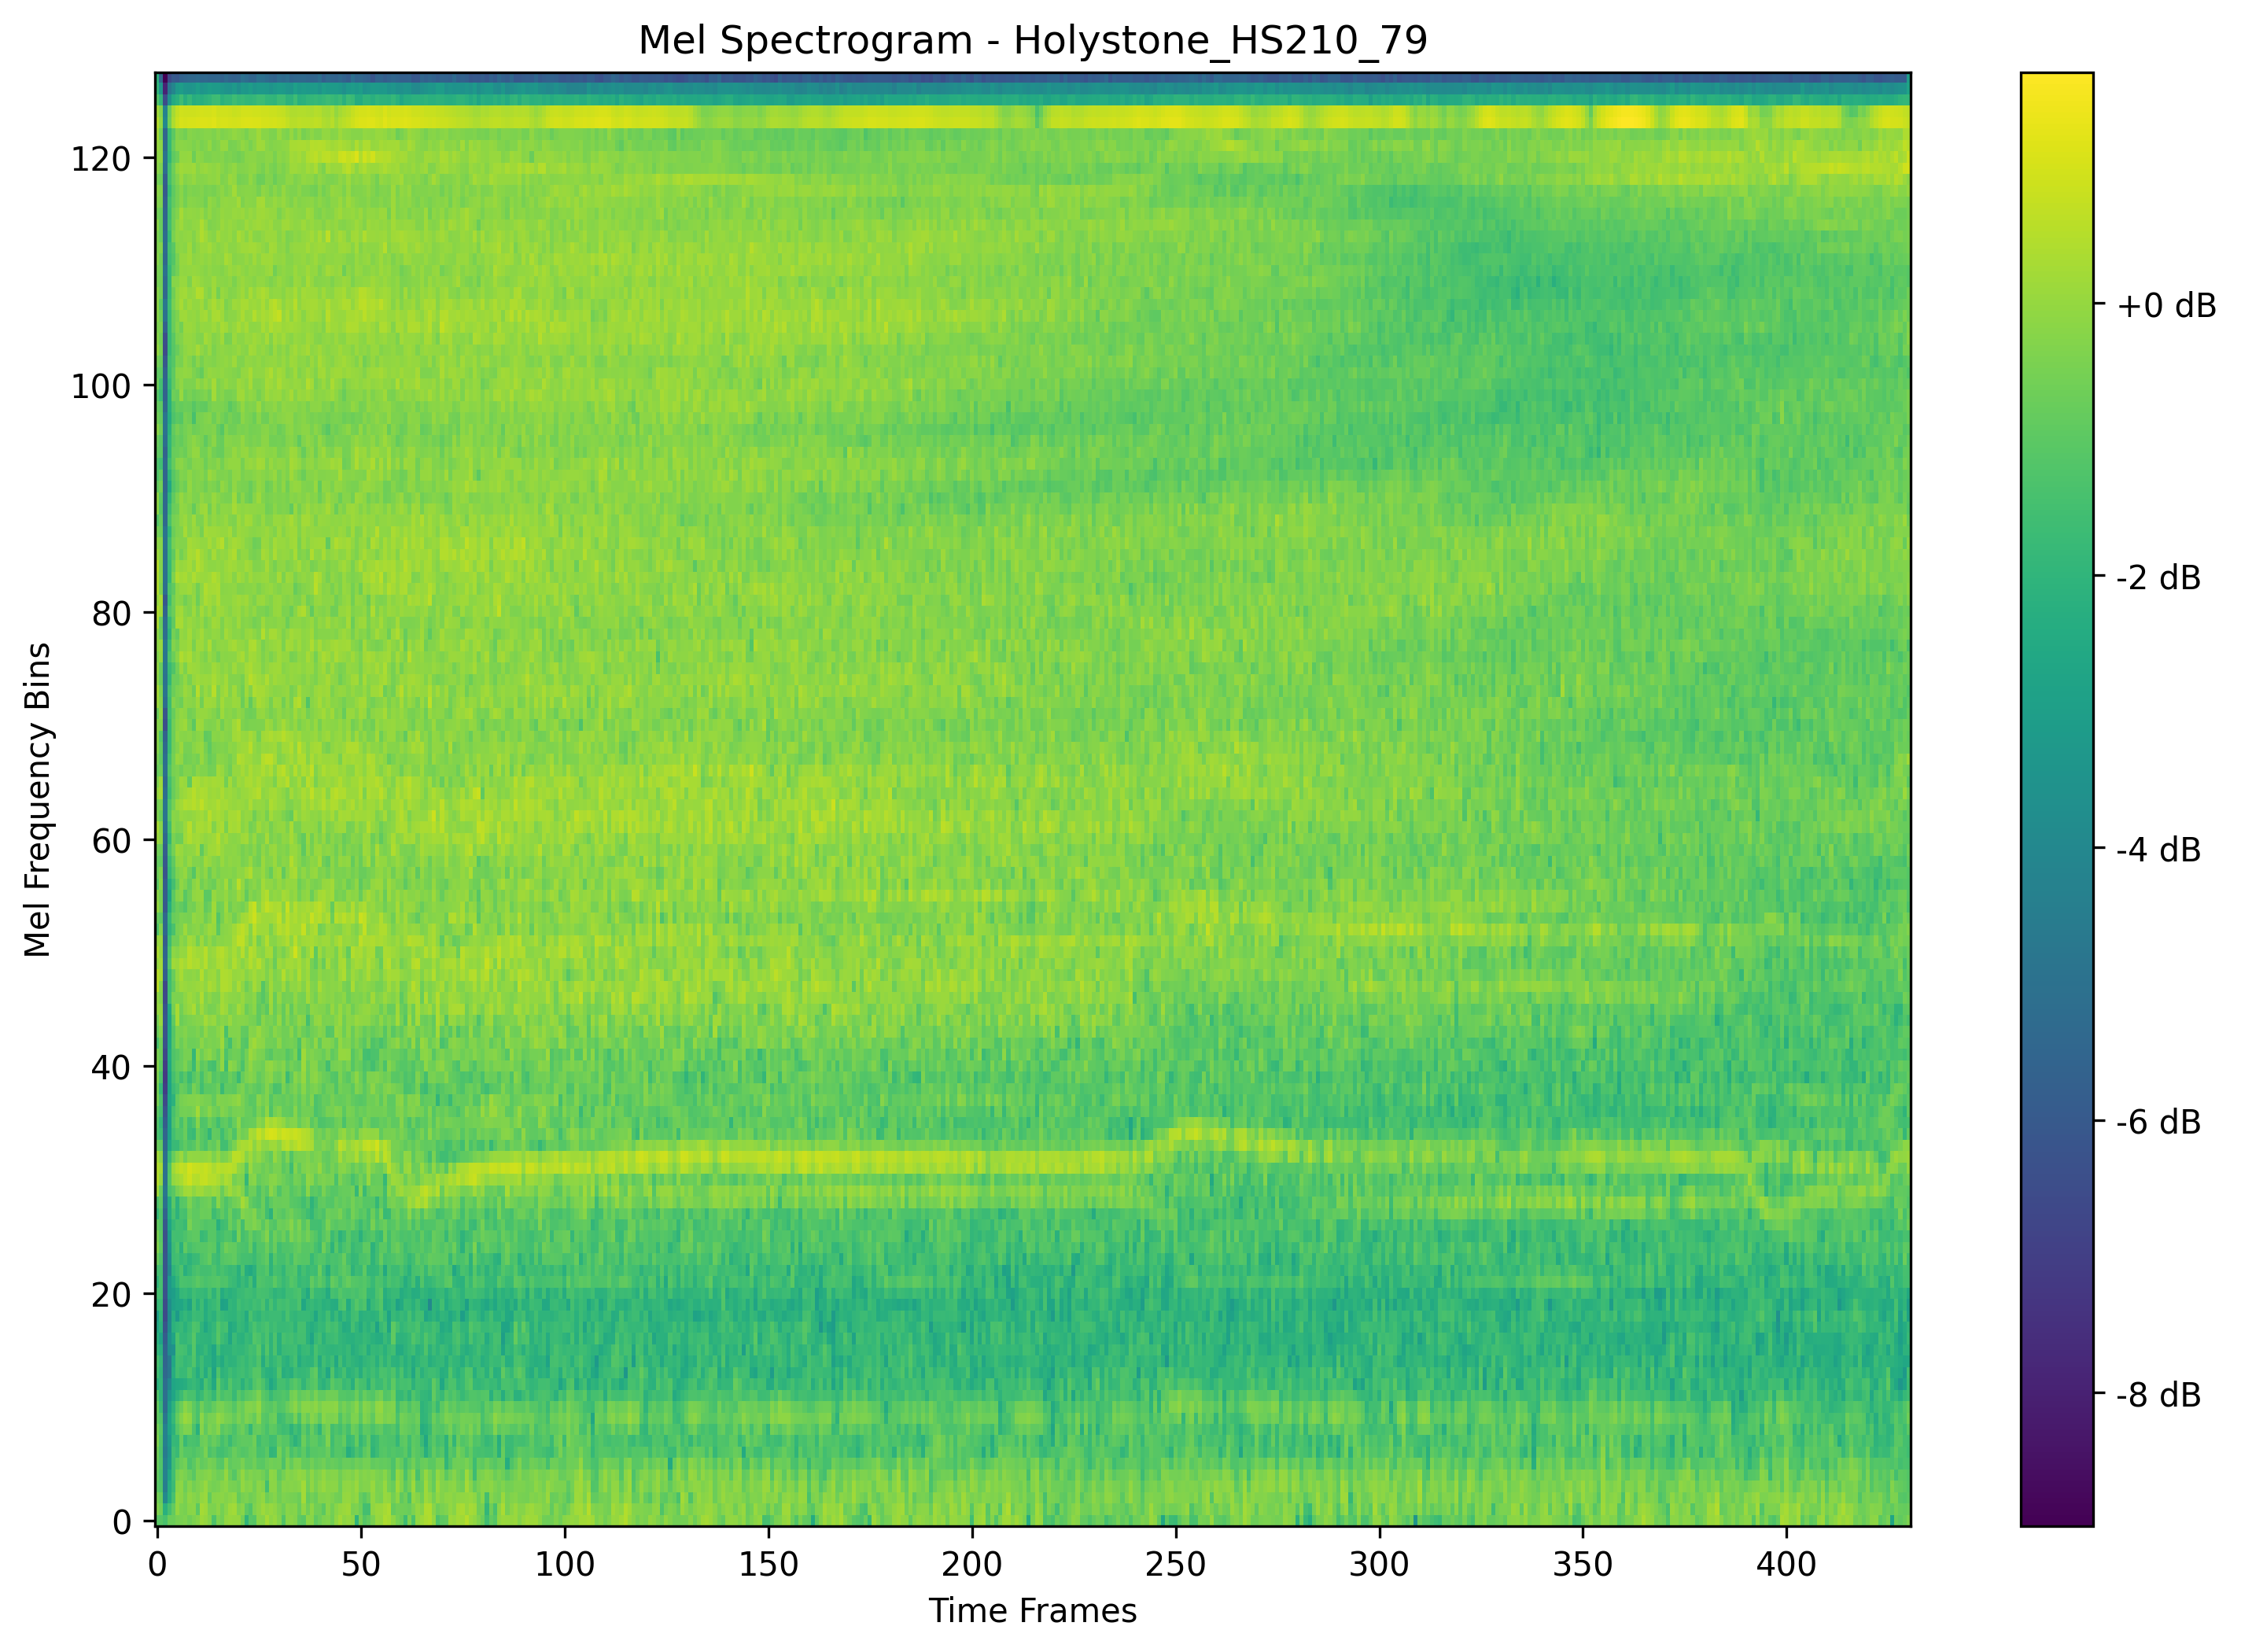 Mel Spectrogram - Holystone_HS210_79
Mel Frequency Bins
120
100
80
60
40
20
0
0 50 100 150 200 250 300 350 400
Time Frames
+0 dB
-2 dB
-4 dB
-6 dB
-8 dB